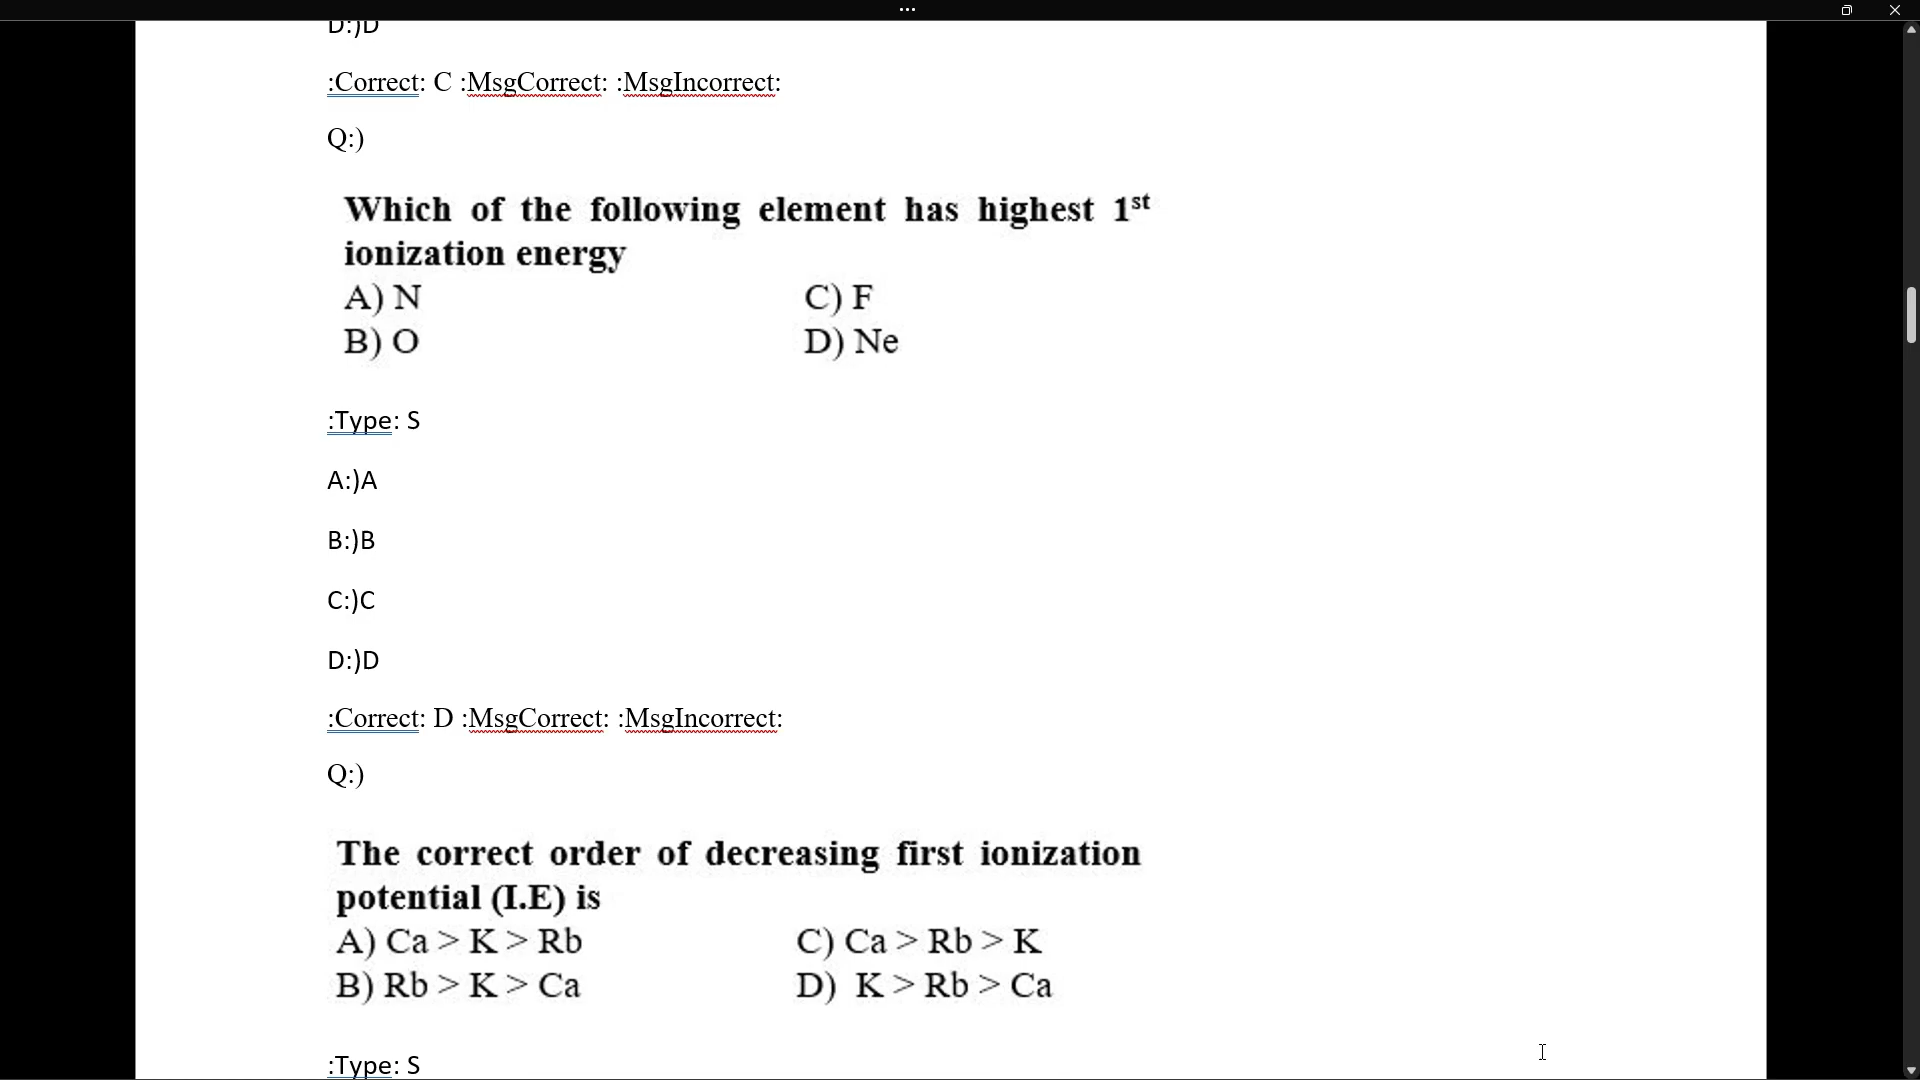 D:)D
:Correct: C :MsgCorrect: :MsgIncorrect:
Q:)
Which of the following element has highest 1st
ionization energy
A) N C) F
B) O D) Ne
:Type: S
A:)A
B:)B
C:)C
D:)D
:Correct: D :MsgCorrect: :MsgIncorrect:
Q:)
The correct order of decreasing first ionization
potential (I.E) is
A) Ca > K > Rb C) Ca > Rb > K
B) Rb > K > Ca D) K > Rb > Ca
:Type: S